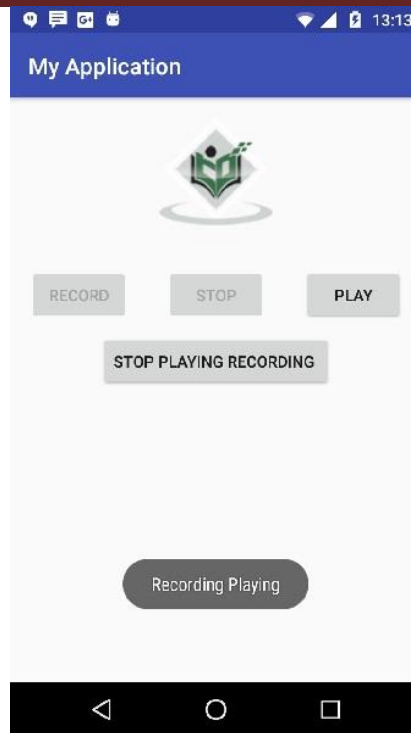 13:13
My Application
RECORD STOP PLAY
STOP PLAYING RECORDING
Recording Playing